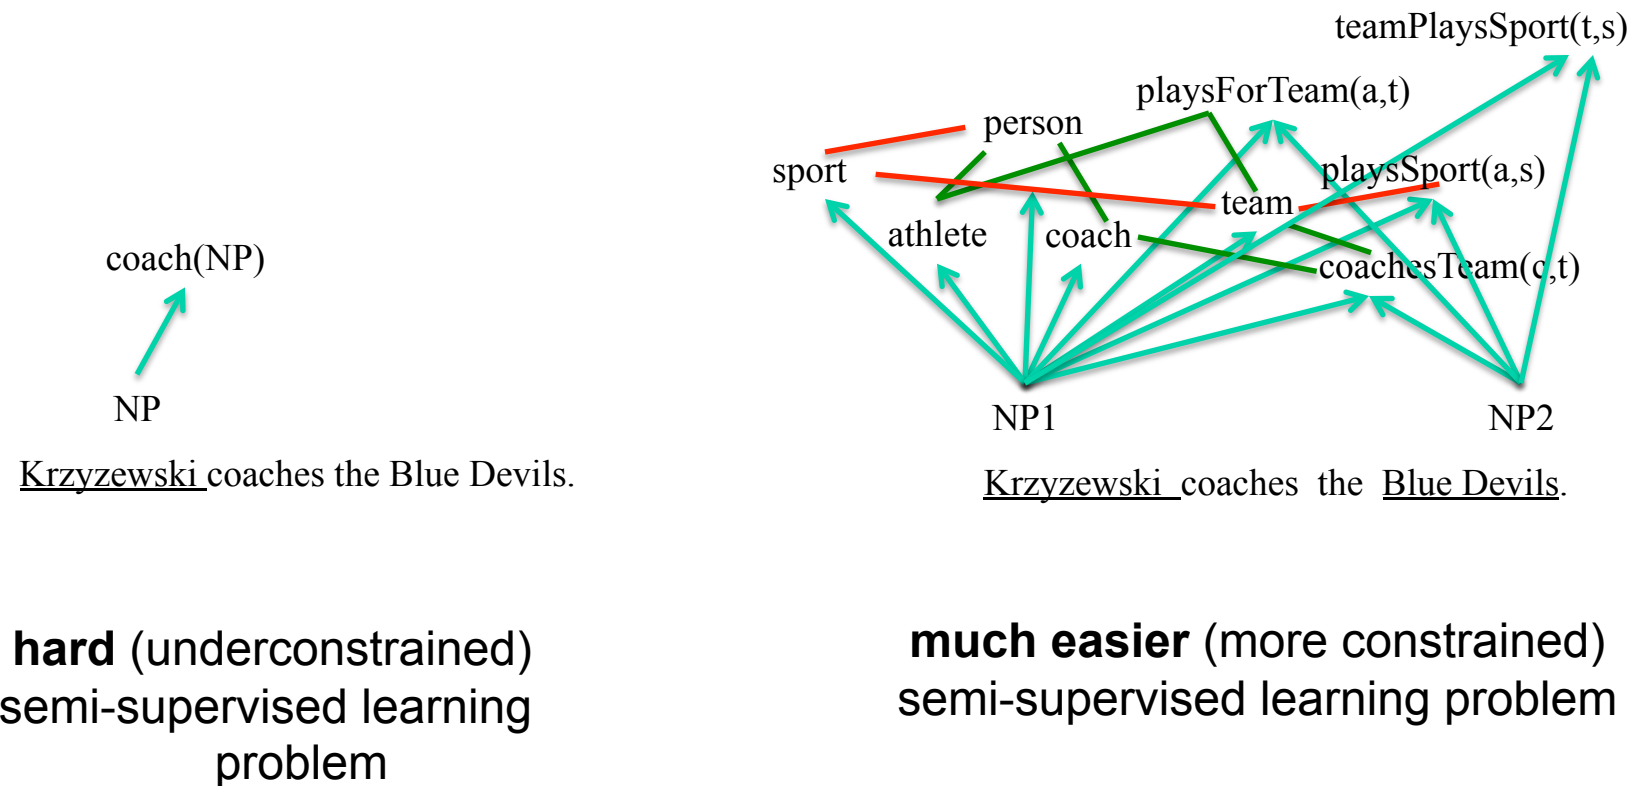 coach(NP)
NP
Krzyzewski coaches the Blue Devils.
hard (underconstrained)
semi-supervised learning
problem
teamPlaysSport(t,s)
playsForTeam(a,t)
person
sport
playsSport(a,s)
team
athlete
coach
coachesTeam(c,t)
NP1
NP2
Krzyzewski coaches the Blue Devils.
much easier (more constrained)
semi-supervised learning problem